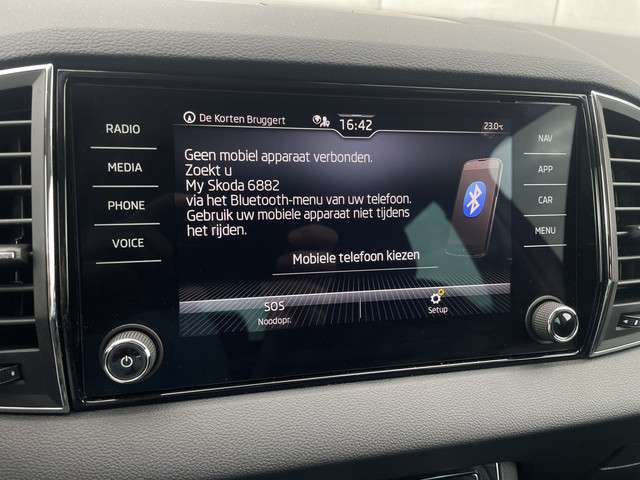 De Korten Bruggert
16:42
23.0°C
RADIO
MEDIA
PHONE
VOICE
NAV
APP
CAR
MENU
Geen mobiel apparaat verbonden.
Zoekt u
My Skoda 6882
via het Bluetooth-menu van uw telefoon.
Gebruik uw mobiele apparaat niet tijdens
het rijden.
Mobiele telefoon kiezen
SOS
Noodopr.
Setup